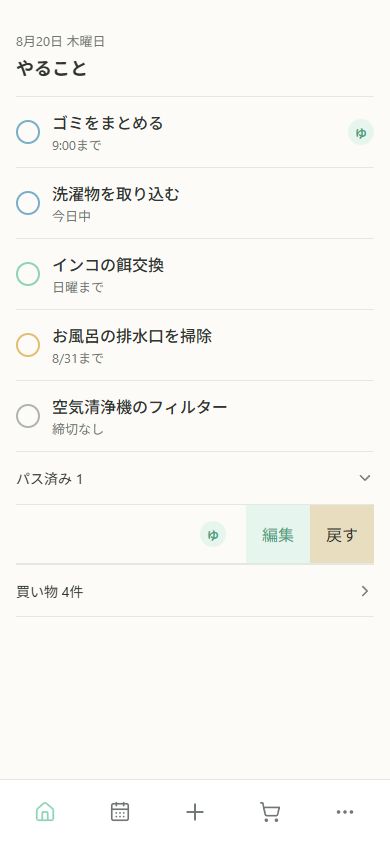 8月20日 木曜日
やること
ゴミをまとめる
9:00まで
ゆ
洗濯物を取り込む
今日中
インコの餌交換
日曜まで
お風呂の排水口を掃除
8/31まで
空気清浄機のフィルター
締切なし
パス済み 1
ゆ 編集 戻す
買い物 4件